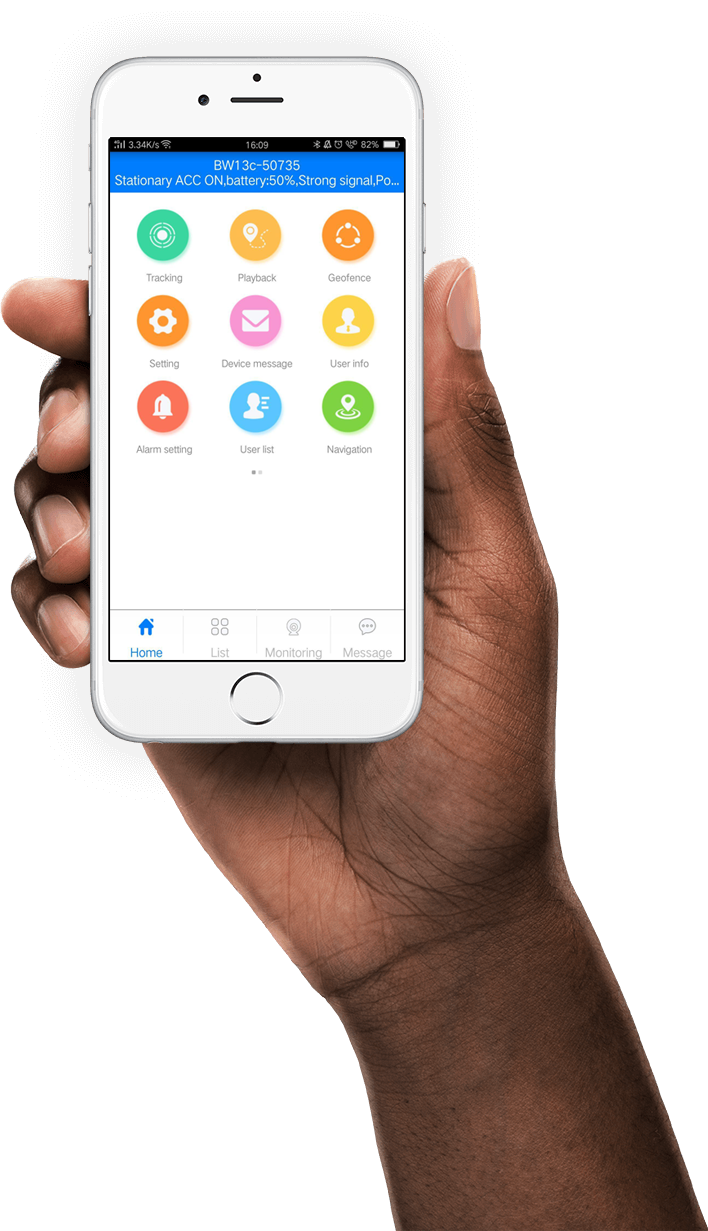 3.34K/s 16:09 82%
BW13c-50735
Stationary ACC ON,battery:50%,Strong signal,Po...
Tracking Playback Geofence
Setting Device message User info
Alarm setting User list Navigation
Home List Monitoring Message